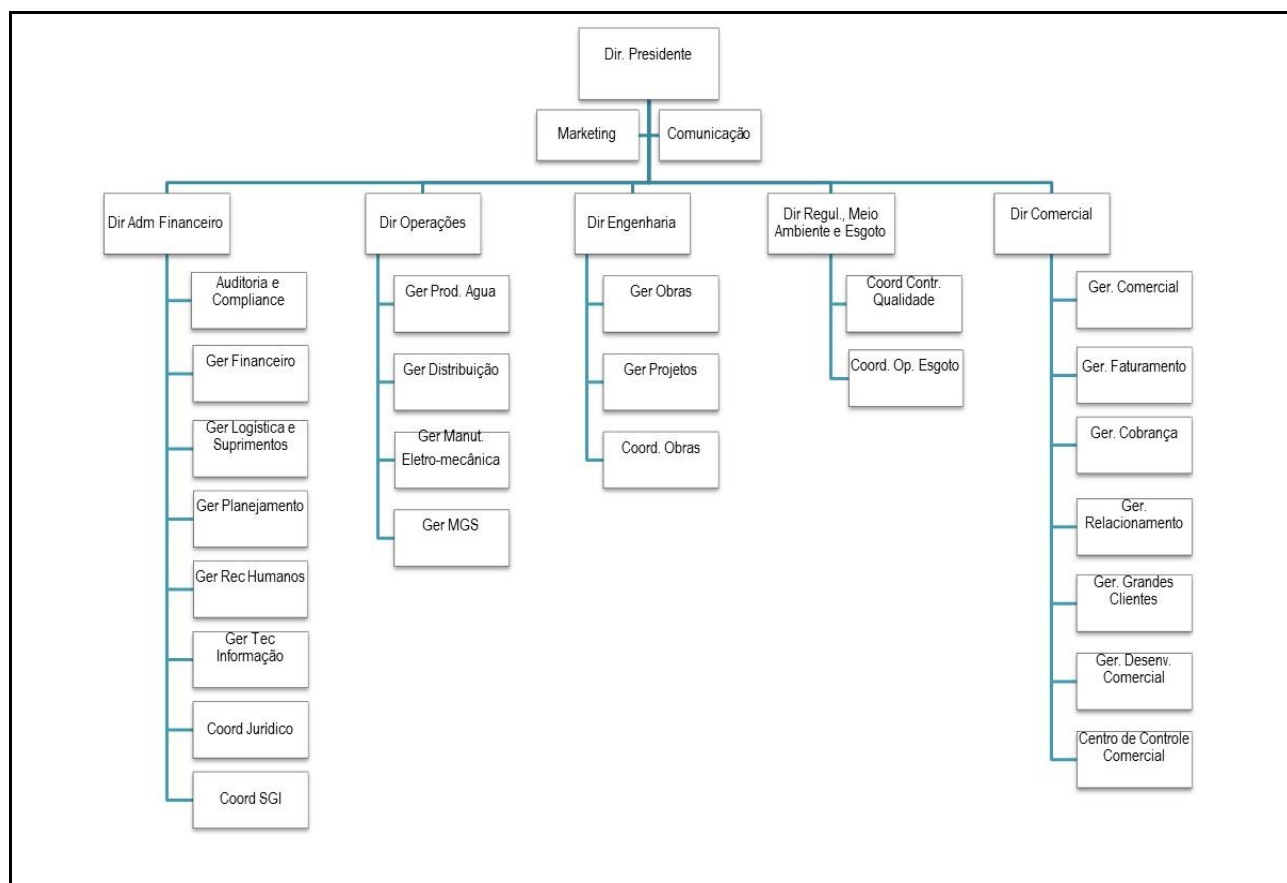 Dir. Presidente
Marketing
Comunicação
Dir Adm Financeiro
Dir Operações
Dir Engenharia
Dir Regul., Meio
Ambiente e Esgoto
Dir Comercial
Auditoria e
Compliance
Ger Financeiro
Ger Logística e
Suprimentos
Ger Planejamento
Ger Rec Humanos
Ger Tec
Informação
Coord Jurídico
Coord SGI
Ger Prod. Agua
Ger Distribuição
Ger Manut.
Eletro-mecânica
Ger MGS
Ger Obras
Ger Projetos
Coord. Obras
Coord Contr.
Qualidade
Coord. Op. Esgoto
Ger. Comercial
Ger. Faturamento
Ger. Cobrança
Ger.
Relacionamento
Ger. Grandes
Clientes
Ger. Desenv.
Comercial
Centro de Controle
Comercial